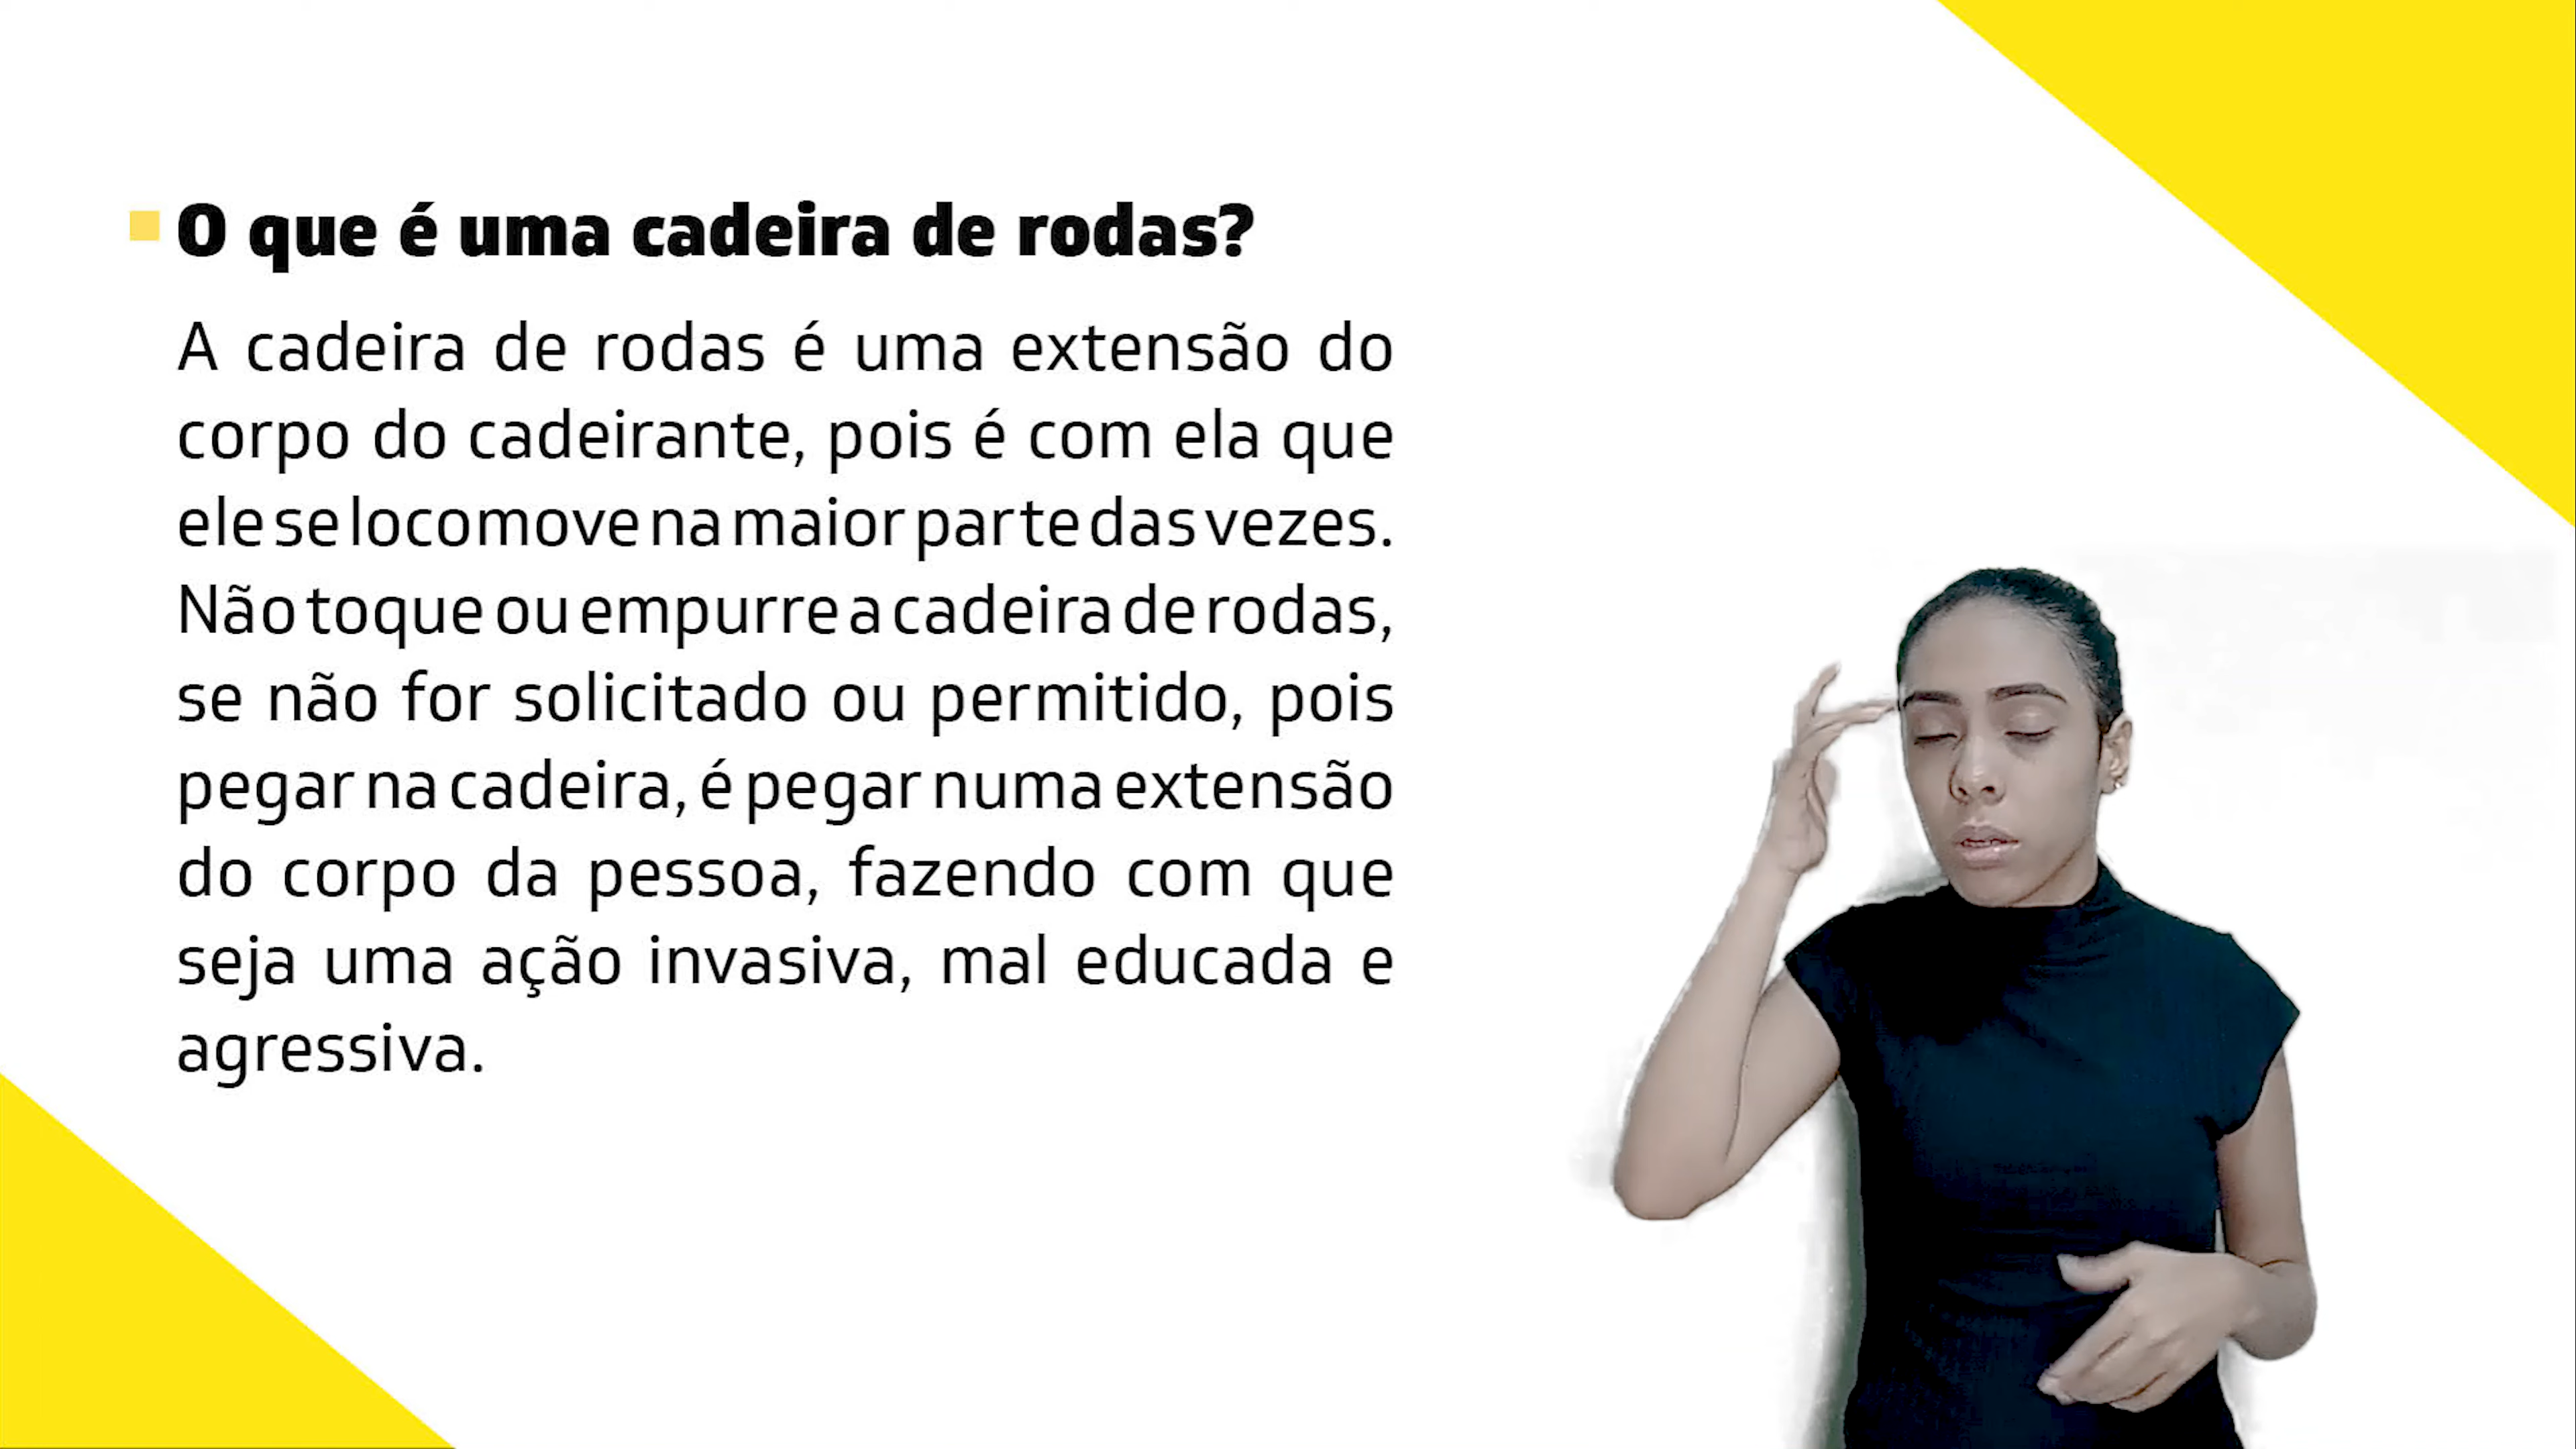 O que é uma cadeira de rodas?
A cadeira de rodas é uma extensão do
corpo do cadeirante, pois é com ela que
ele se locomove na maior parte das vezes.
Não toque ou empurre a cadeira de rodas,
se não for solicitado ou permitido, pois
pegar na cadeira, é pegar numa extensão
do corpo da pessoa, fazendo com que
seja uma ação invasiva, mal educada e
agressiva.